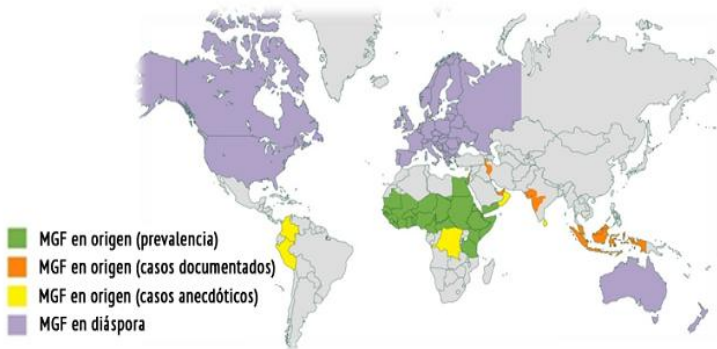 MGF en origen (prevalencia)
MGF en origen (casos documentados)
MGF en origen (casos anecdóticos)
MGF en diáspora